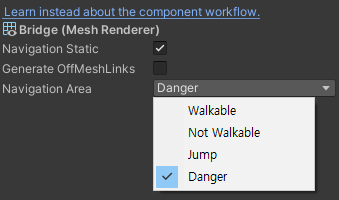 Learn instead about the component workflow.
Bridge (Mesh Renderer)
Navigation Static
Generate OffMeshLinks
Navigation Area Danger
Walkable
Not Walkable
Jump
Danger